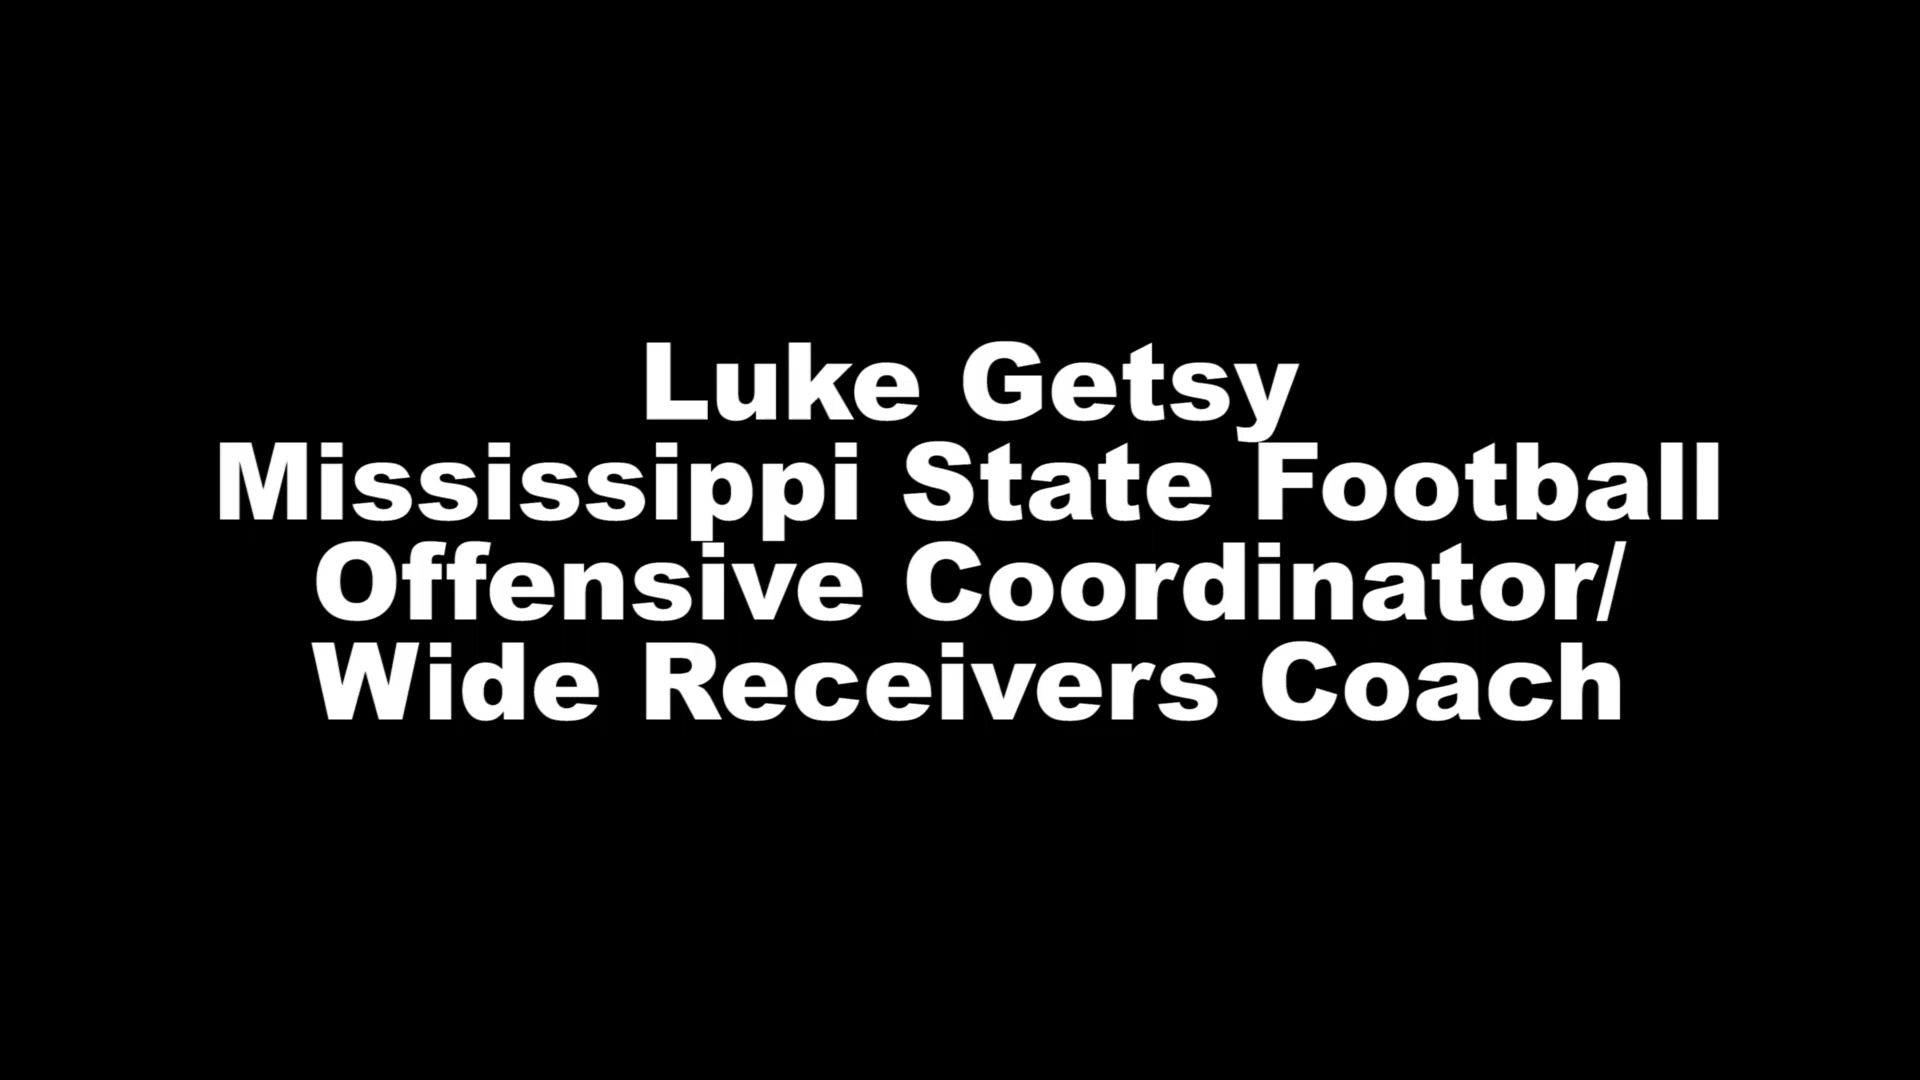 Luke Getsy
Mississippi State Football
Offensive Coordinator/
Wide Receivers Coach